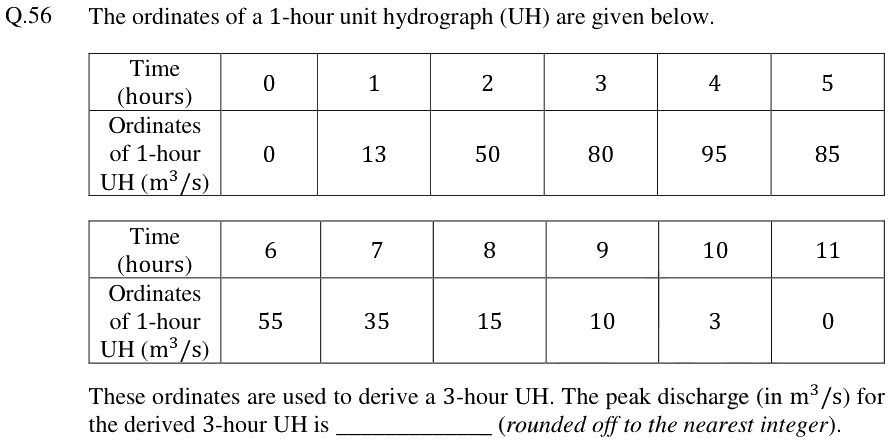 Q.56 The ordinates of a 1-hour unit hydrograph (UH) are given below.
Time (hours) 0 1 2 3 4 5
Ordinates of 1-hour UH (m³/s) 0 13 50 80 95 85
Time (hours) 6 7 8 9 10 11
Ordinates of 1-hour UH (m³/s) 55 35 15 10 3 0
These ordinates are used to derive a 3-hour UH. The peak discharge (in m³/s) for
the derived 3-hour UH is _____________ (rounded off to the nearest integer).